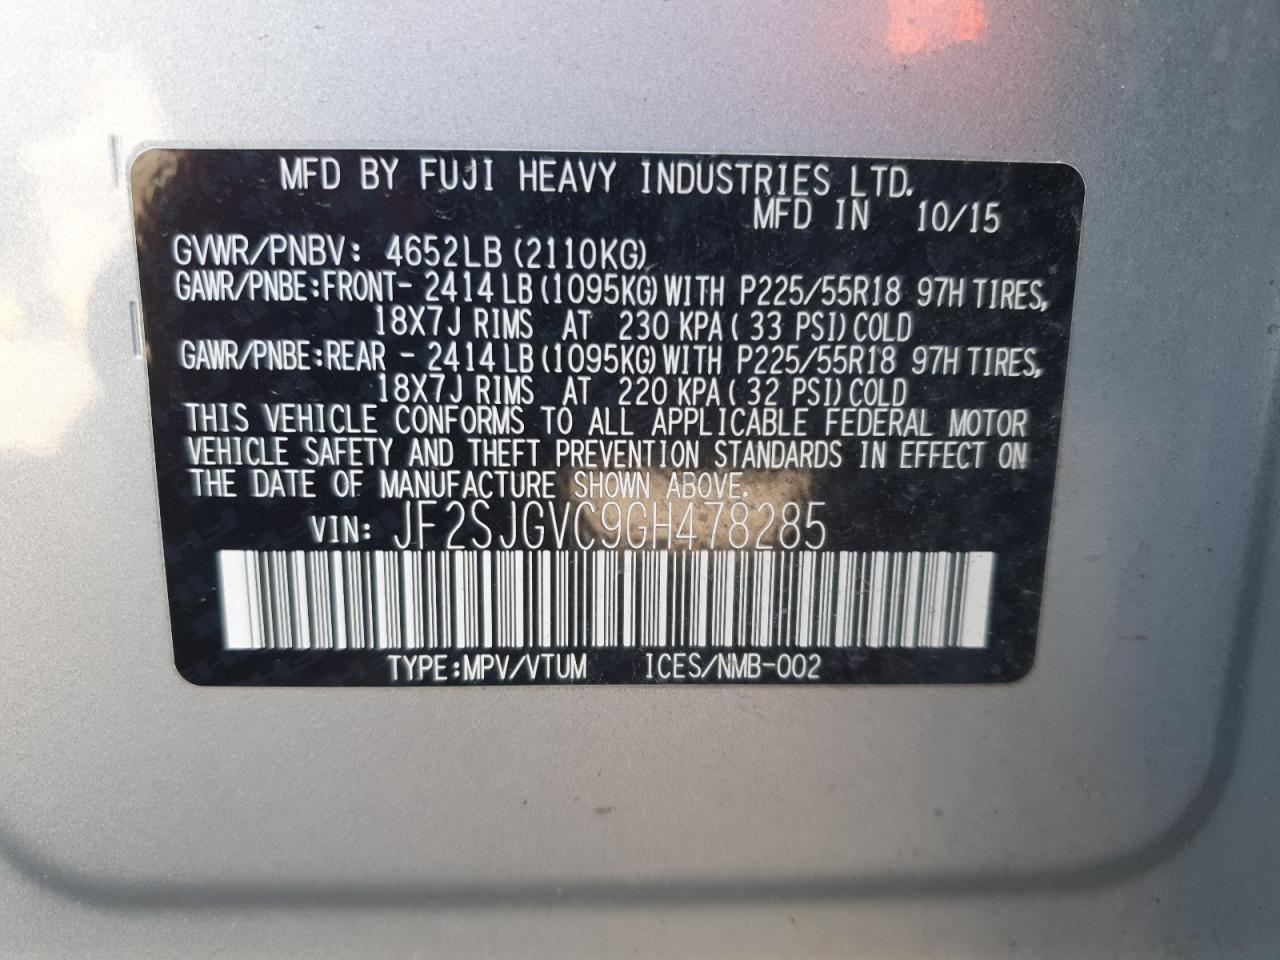 MFD BY FUJI HEAVY INDUSTRIES LTD.
MFD IN 10/15
GVWR/PNBV: 4652LB (2110KG)
GAWR/PNBE:FRONT- 2414LB (1095KG) WITH P225/55R18 97H TIRES,
18X7J RIMS AT 230 KPA ( 33 PSI) COLD
GAWR/PNBE:REAR - 2414LB (1095KG) WITH P225/55R18 97H TIRES,
18X7J RIMS AT 220 KPA ( 32 PSI) COLD
THIS VEHICLE CONFORMS TO ALL APPLICABLE FEDERAL MOTOR
VEHICLE SAFETY AND THEFT PREVENTION STANDARDS IN EFFECT ON
THE DATE OF MANUFACTURE SHOWN ABOVE.
VIN: JF2SJGVC9GH478285
TYPE:MPV/VTUM ICES/NMB-002